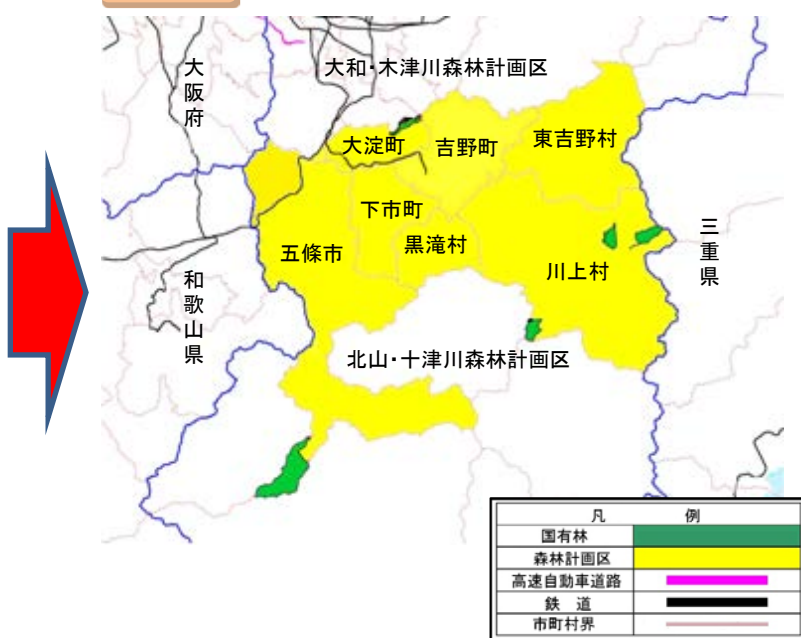 大和・木津川森林計画区
大阪府
大淀町
吉野町
東吉野村
下市町
五條市
黒滝村
川上村
三重県
和歌山県
北山・十津川森林計画区
凡 例
国有林
森林計画区
高速自動車道路
鉄 道
市町村界